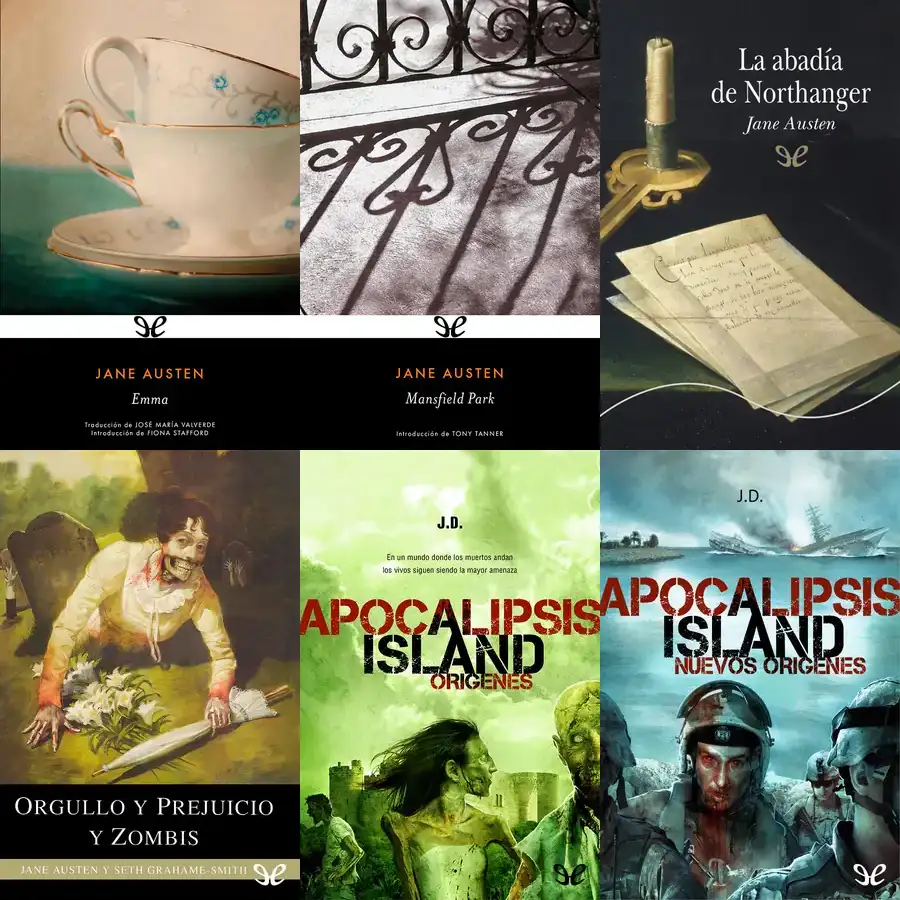 JANE AUSTEN
Emma
Traducción de JOSÉ MARÍA VALVERDE
Introducción de FIONA STAFFORD
JANE AUSTEN
Mansfield Park
Introducción de TONY TANNER
La abadía
de Northanger
Jane Austen
ORGULLO Y PREJUICIO
Y ZOMBIS
JANE AUSTEN Y SETH GRAHAME-SMITH
J.D.
En un mundo donde los muertos andan
los vivos siguen siendo la mayor amenaza
APOCALIPSIS
ISLAND
ORIGENES
J.D.
APOCALIPSIS
ISLAND
NUEVOS ORIGENES